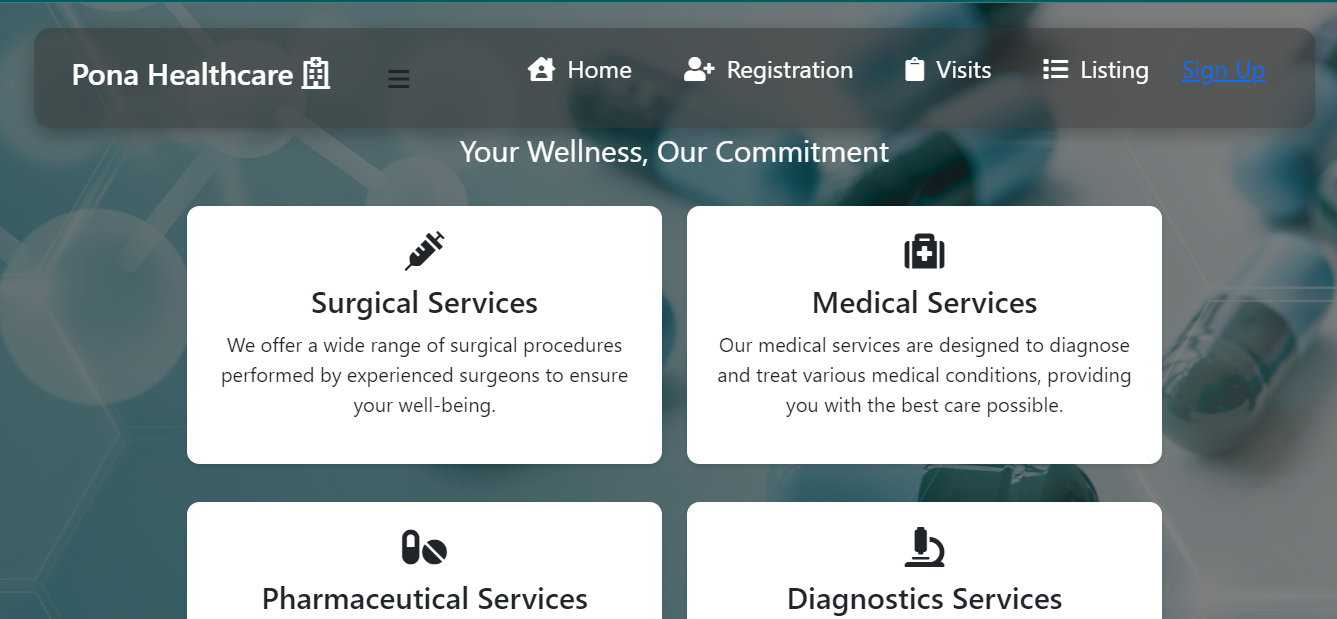 Pona Healthcare
Home
Registration
Visits
Listing
Sign Up
Your Wellness, Our Commitment
Surgical Services
We offer a wide range of surgical procedures
performed by experienced surgeons to ensure
your well-being.
Medical Services
Our medical services are designed to diagnose
and treat various medical conditions, providing
you with the best care possible.
Pharmaceutical Services
Diagnostics Services